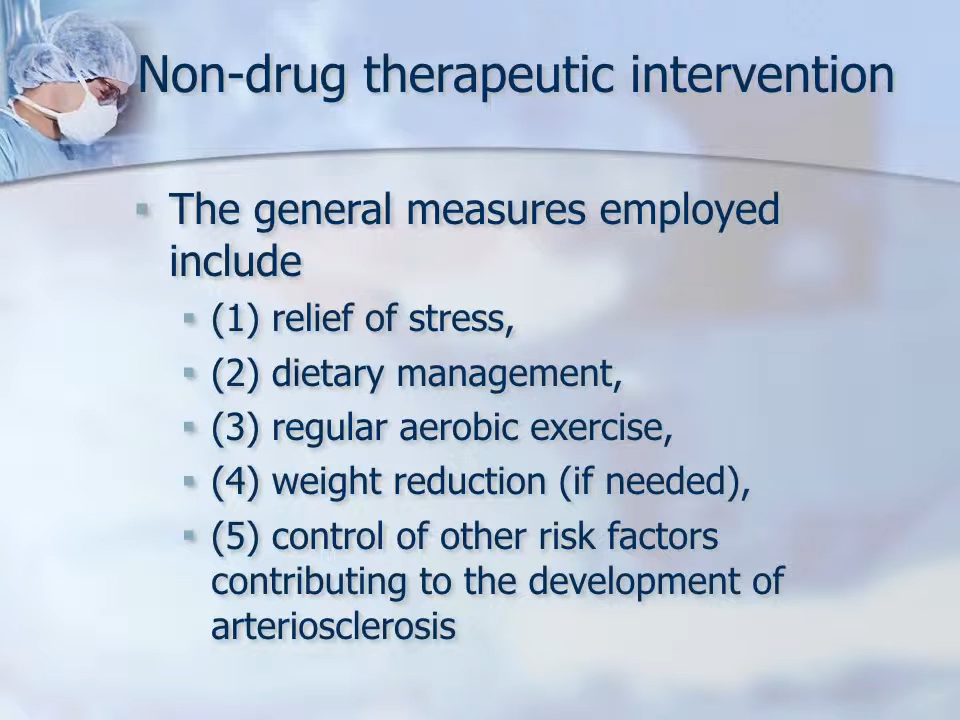 Non-drug therapeutic intervention
The general measures employed
include
(1) relief of stress,
(2) dietary management,
(3) regular aerobic exercise,
(4) weight reduction (if needed),
(5) control of other risk factors
contributing to the development of
arteriosclerosis